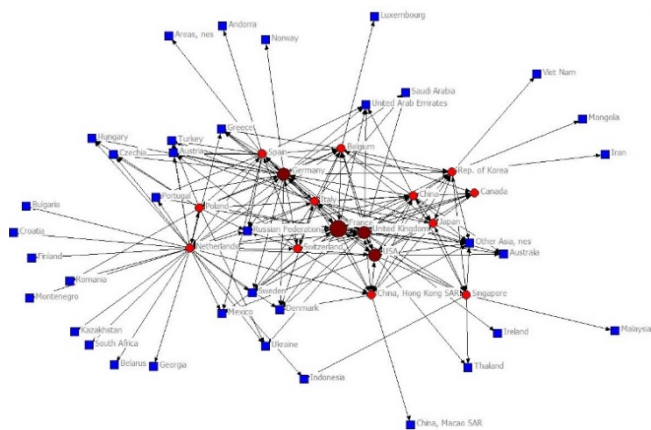 Luxembourg
Andorra
Areas, nes
Norway
Viet Nam
Saudi Arabia
United Arab Emirates
Mongolia
Greece
Hungary
Turkey
Belgium
Iran
Czechia
Austria
Spain
Rep. of Korea
Germany
Canada
China
Portugal
Italy
Poland
Bulgaria
Japan
France
Russian Federation
United Kingdom
Croatia
Other Asia, nes
Netherlands
Switzerland
Australia
USA
Finland
Romania
Sweden
China, Hong Kong SAR
Singapore
Montenegro
Denmark
Mexico
Kazakhstan
Malaysia
Ireland
South Africa
Ukraine
Belarus
Georgia
Thaland
Indonesia
China, Macao SAR